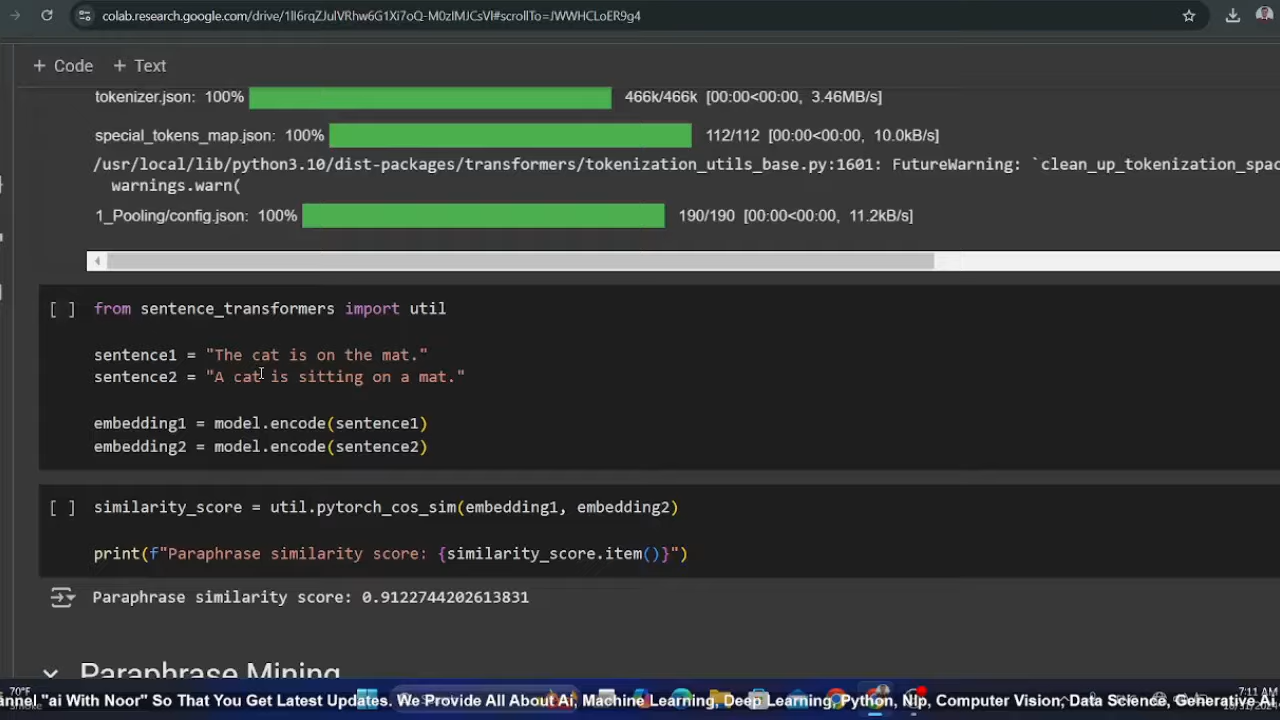 colab.research.google.com/drive/1Il6rqZJulVRhw6G1Xi7oQ-M0zIMJCsVl#scrollTo=JWWHCLoER9g4
+ Code + Text
tokenizer.json: 100% 466k/466k [00:00<00:00, 3.46MB/s]
special_tokens_map.json: 100% 112/112 [00:00<00:00, 10.0kB/s]
/usr/local/lib/python3.10/dist-packages/transformers/tokenization_utils_base.py:1601: FutureWarning: `clean_up_tokenization_spac
warnings.warn(
1_Pooling/config.json: 100% 190/190 [00:00<00:00, 11.2kB/s]
[ ] from sentence_transformers import util
sentence1 = "The cat is on the mat."
sentence2 = "A cat is sitting on a mat."
embedding1 = model.encode(sentence1)
embedding2 = model.encode(sentence2)
[ ] similarity_score = util.pytorch_cos_sim(embedding1, embedding2)
print(f"Paraphrase similarity score: {similarity_score.item()}")
Paraphrase similarity score: 0.9122744202613831
Paraphrase Mining
70°F
7:11 AM
annel "ai With Noor" So That You Get Latest Updates. We Provide All About Ai, Machine Learning, Deep Learning, Python, Nlp, Computer Vision, Data Science, Generative Ai